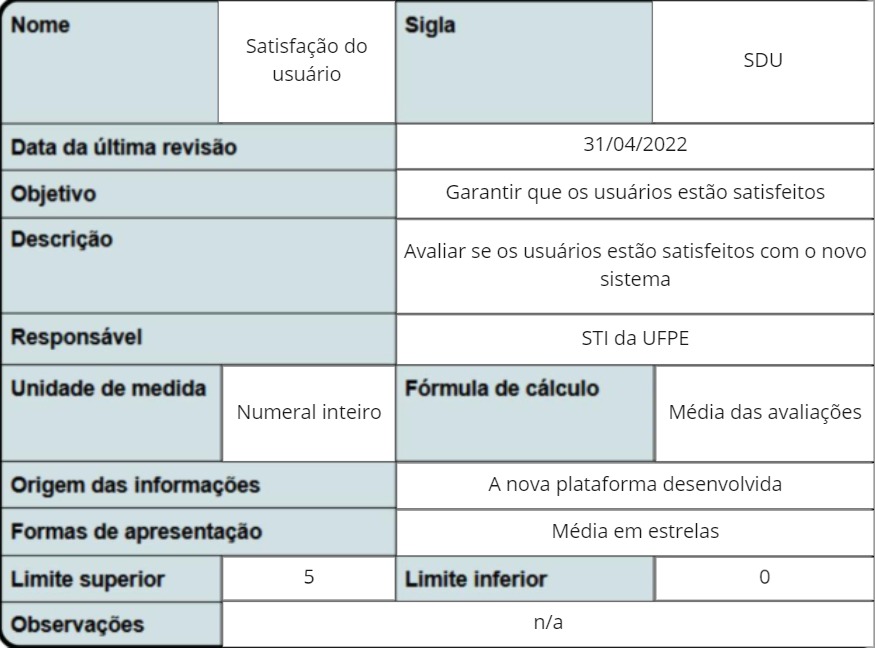 Nome
Satisfação do
usuário
Sigla
SDU
Data da última revisão
31/04/2022
Objetivo
Garantir que os usuários estão satisfeitos
Descrição
Avaliar se os usuários estão satisfeitos com o novo
sistema
Responsável
STI da UFPE
Unidade de medida
Numeral inteiro
Fórmula de cálculo
Média das avaliações
Origem das informações
A nova plataforma desenvolvida
Formas de apresentação
Média em estrelas
Limite superior
5
Limite inferior
0
Observações
n/a